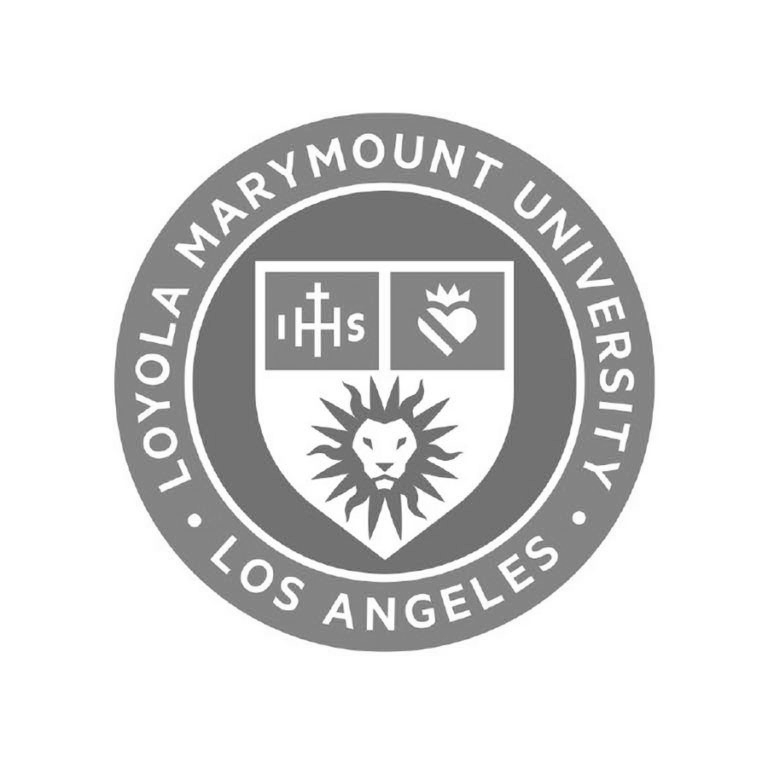 LOYOLA MARYMOUNT UNIVERSITY
IHS
• LOS ANGELES •